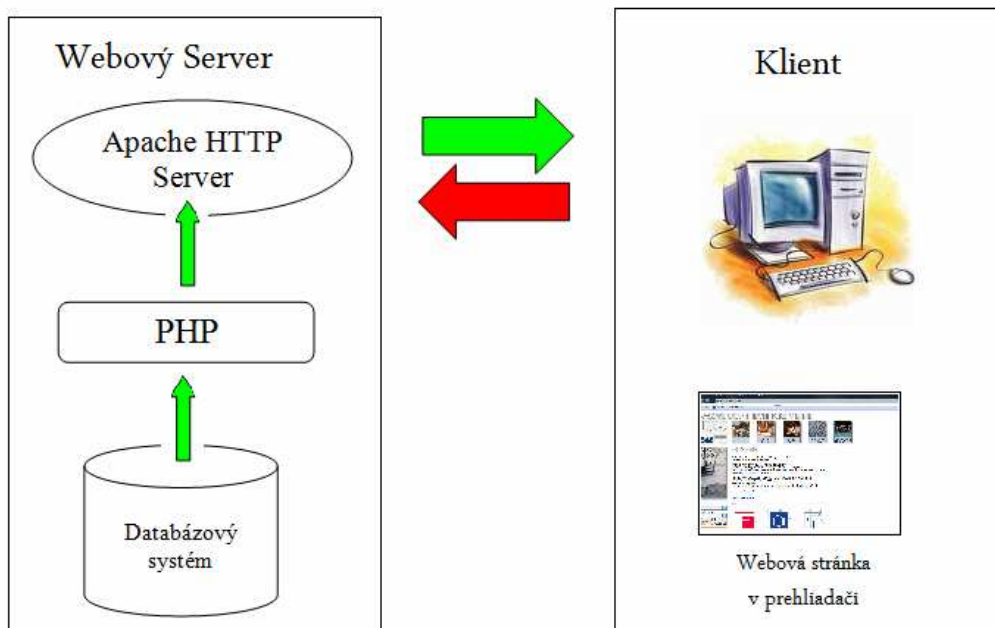 Webový Server
Apache HTTP
Server
PHP
Databázový
systém
Klient
Webová stránka
v prehliadači